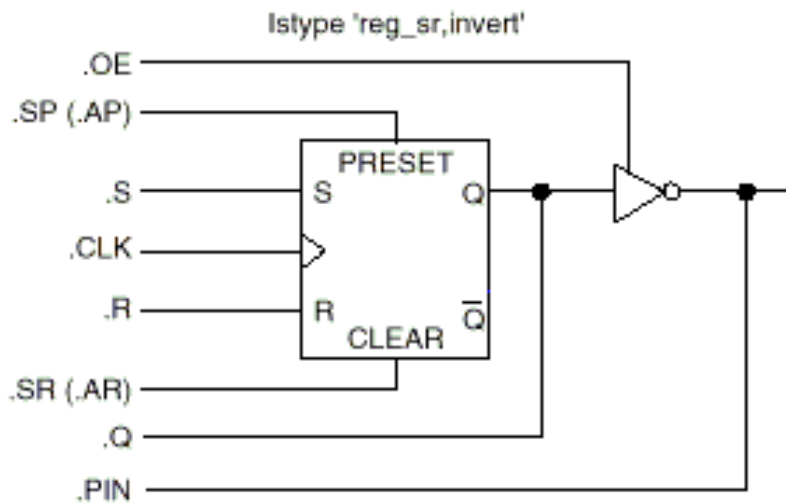 Istype 'reg_sr,invert'
.OE
.SP (.AP)
PRESET
.S
S
Q
.CLK
.R
R
Q̅
CLEAR
.SR (.AR)
.Q
.PIN